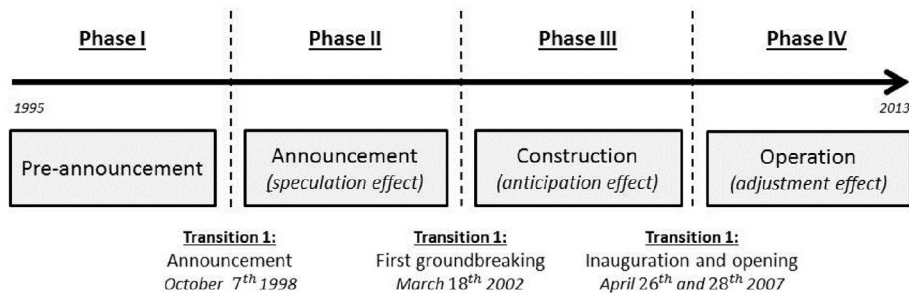 Phase I
Phase II
Phase III
Phase IV
1995
2013
Pre-announcement
Announcement
(speculation effect)
Construction
(anticipation effect)
Operation
(adjustment effect)
Transition 1:
Announcement
October 7th 1998
Transition 1:
First groundbreaking
March 18th 2002
Transition 1:
Inauguration and opening
April 26th and 28th 2007